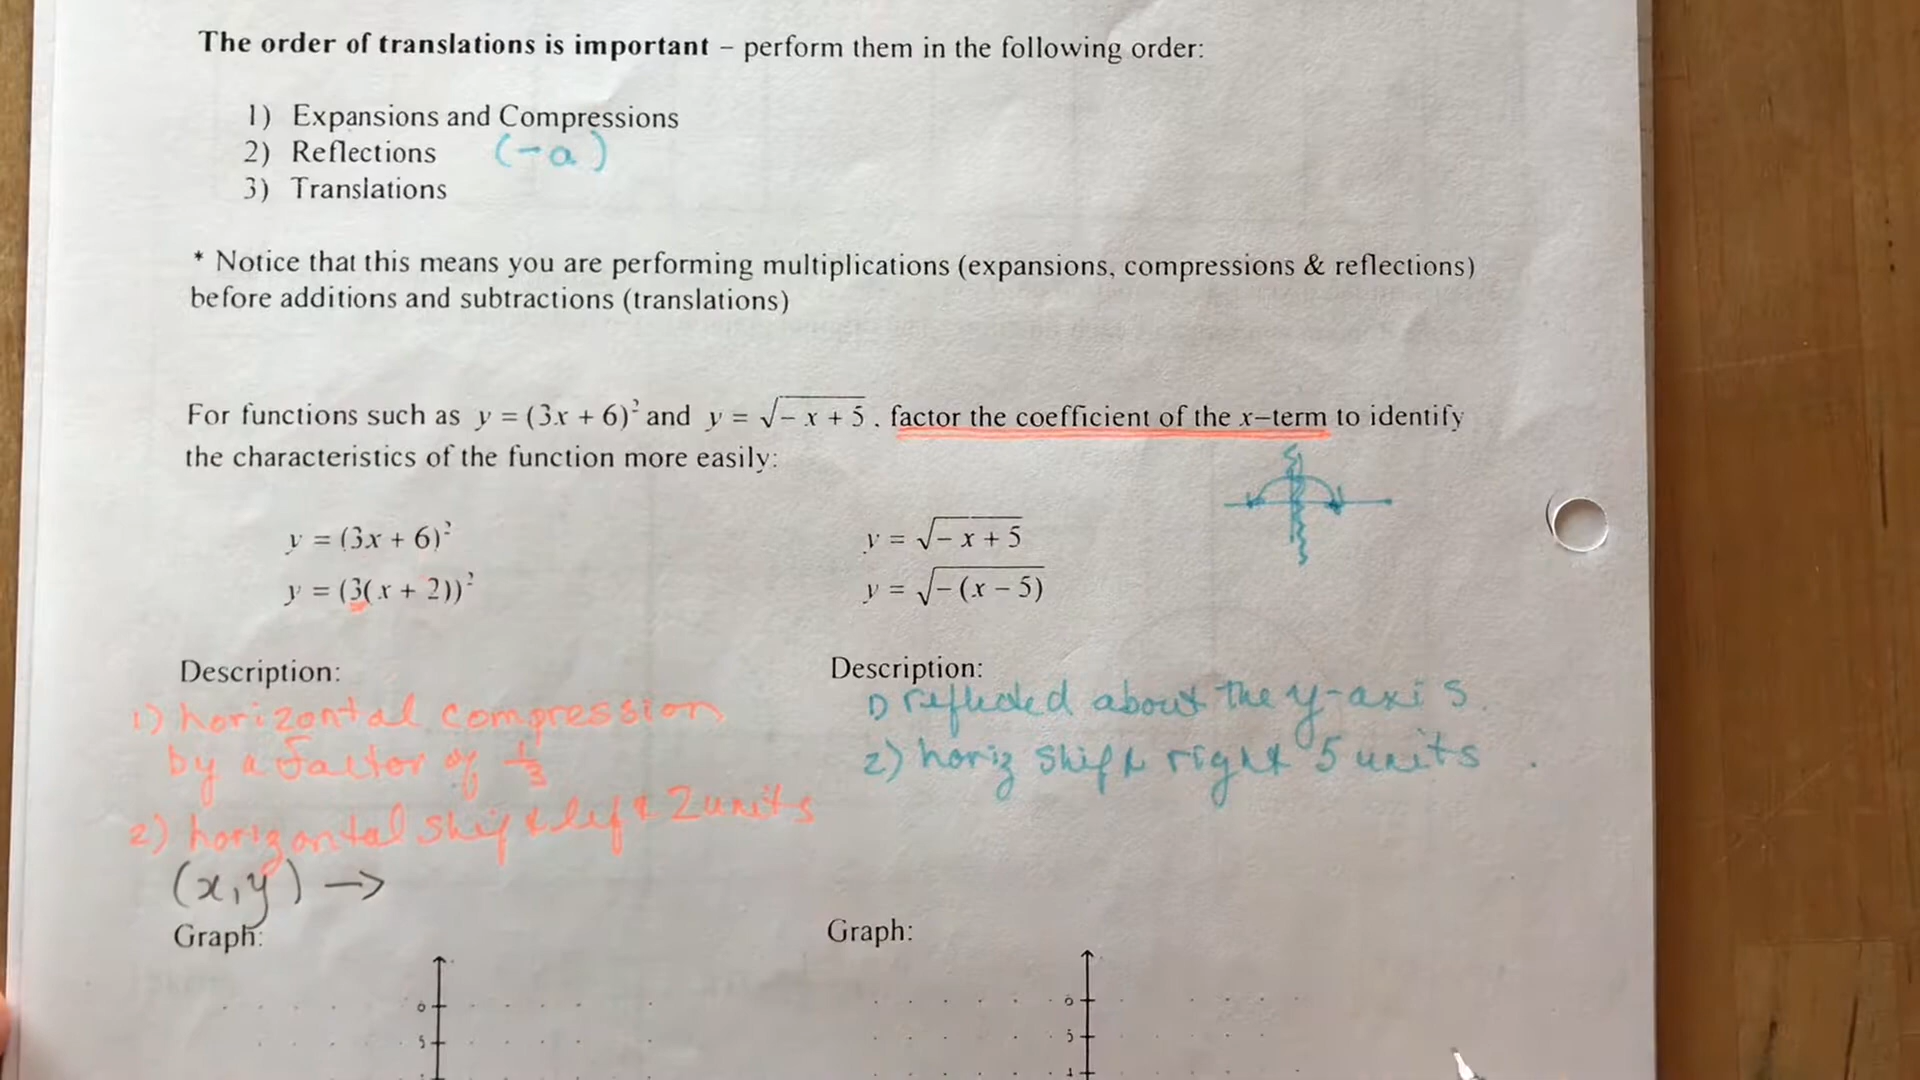 The order of translations is important – perform them in the following order:
1) Expansions and Compressions
2) Reflections (-a)
3) Translations
* Notice that this means you are performing multiplications (expansions, compressions & reflections)
before additions and subtractions (translations)
For functions such as y = (3x + 6)² and y = √(- x + 5) , factor the coefficient of the x-term to identify
the characteristics of the function more easily:
y = (3x + 6)²
y = (3(x + 2))²
y = √(- x + 5)
y = √(- (x - 5))
Description:
1) horizontal compression
by a factor of 1/3
2) horizontal shift left 2 units
(x,y) →
Graph:
6
5
Description:
1) reflected about the y-axis.
2) horiz shift right 5 units.
Graph:
6
5